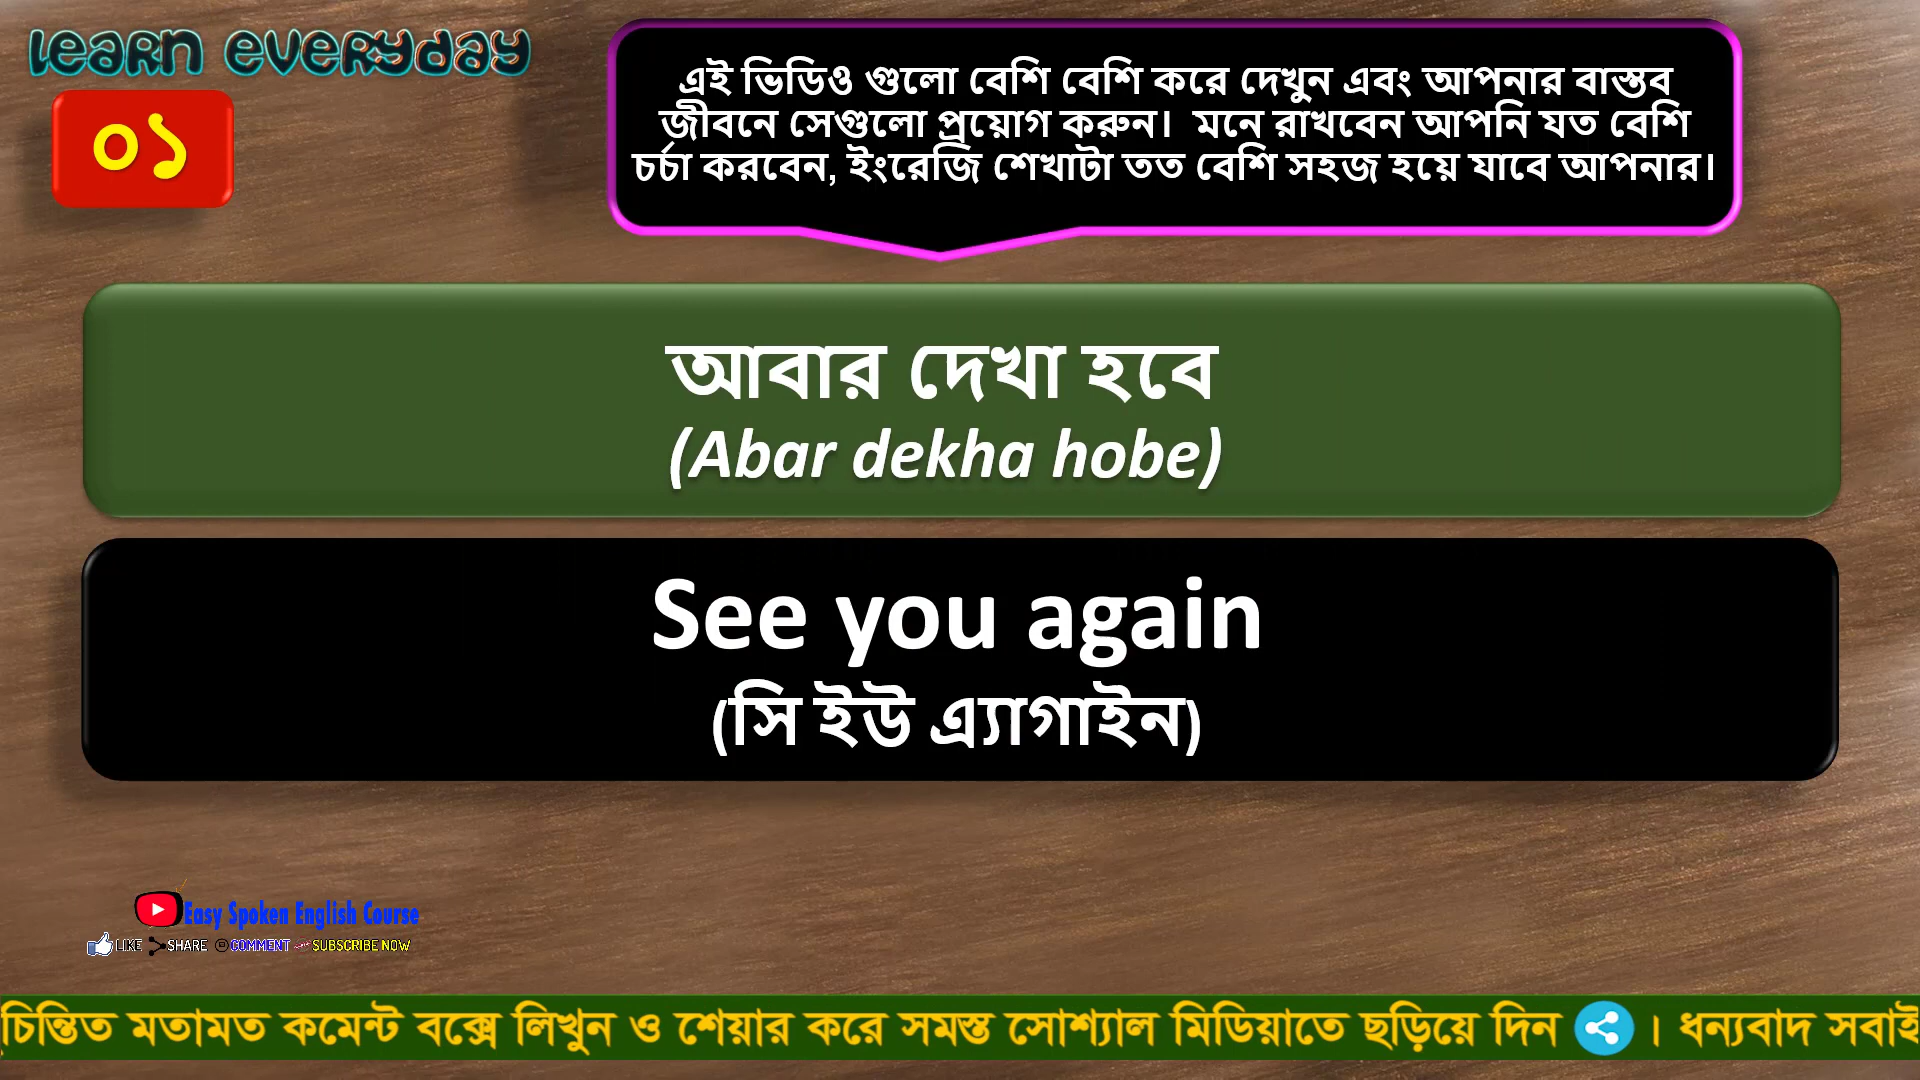 Learn Everyday
০১
এই ভিডিও গুলো বেশি বেশি করে দেখুন এবং আপনার বাস্তব
জীবনে সেগুলো প্রয়োগ করুন। মনে রাখবেন আপনি যত বেশি
চর্চা করবেন, ইংরেজি শেখাটা তত বেশি সহজ হয়ে যাবে আপনার।
আবার দেখা হবে
(Abar dekha hobe)
See you again
(সি ইউ এ্যাগাইন)
Easy Spoken English Course
LIKE SHARE COMMENT SUBSCRIBE NOW
চিন্তিত মতামত কমেন্ট বক্সে লিখুন ও শেয়ার করে সমস্ত সোশ্যাল মিডিয়াতে ছড়িয়ে দিন । ধন্যবাদ সবাই